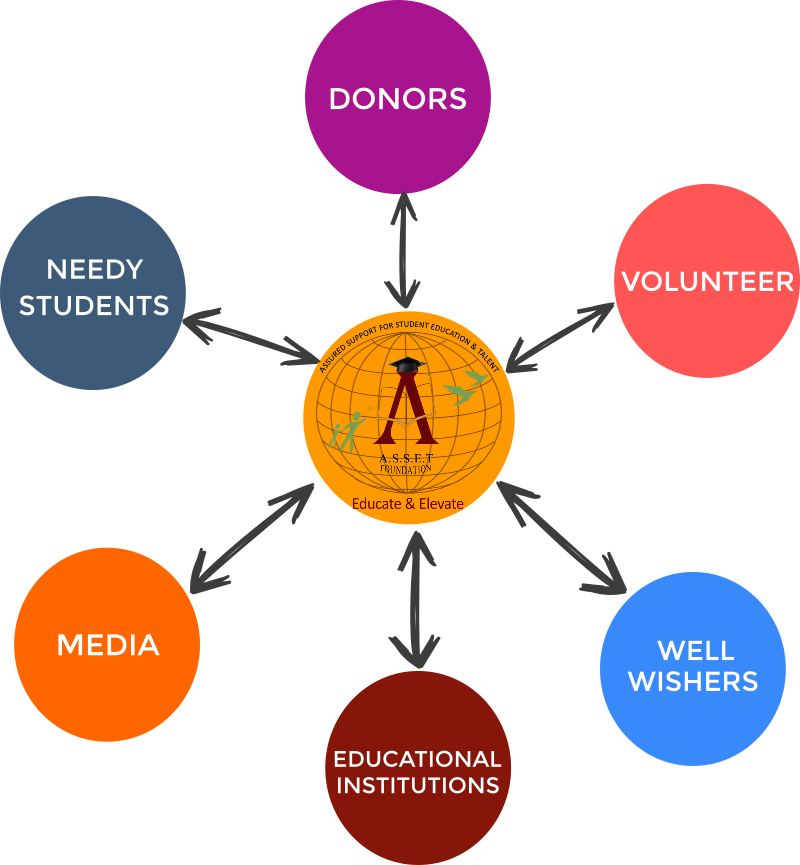 DONORS
VOLUNTEER
NEEDY
STUDENTS
ASSURED SUPPORT FOR STUDENT EDUCATION & TALENT
A.S.S.E.T
FOUNDATION
Educate & Elevate
MEDIA
WELL
WISHERS
EDUCATIONAL
INSTITUTIONS